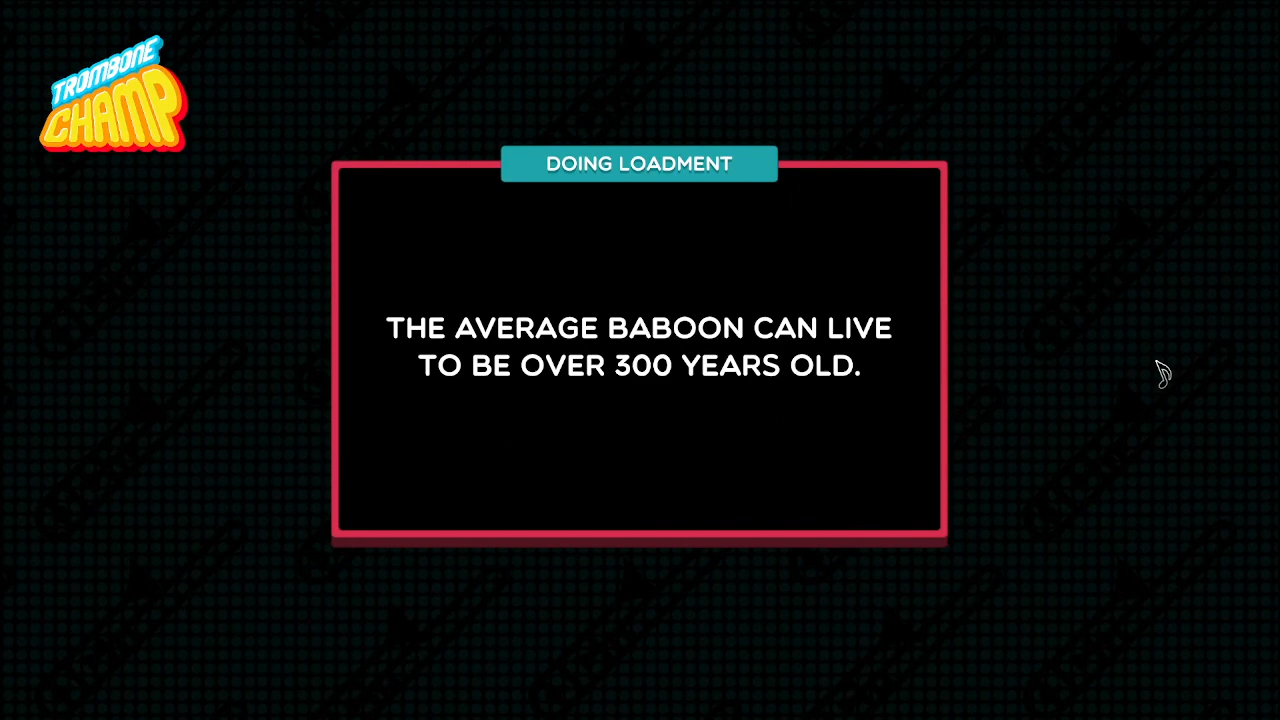 TROMBONE
CHAMP
DOING LOADMENT
THE AVERAGE BABOON CAN LIVE
TO BE OVER 300 YEARS OLD.